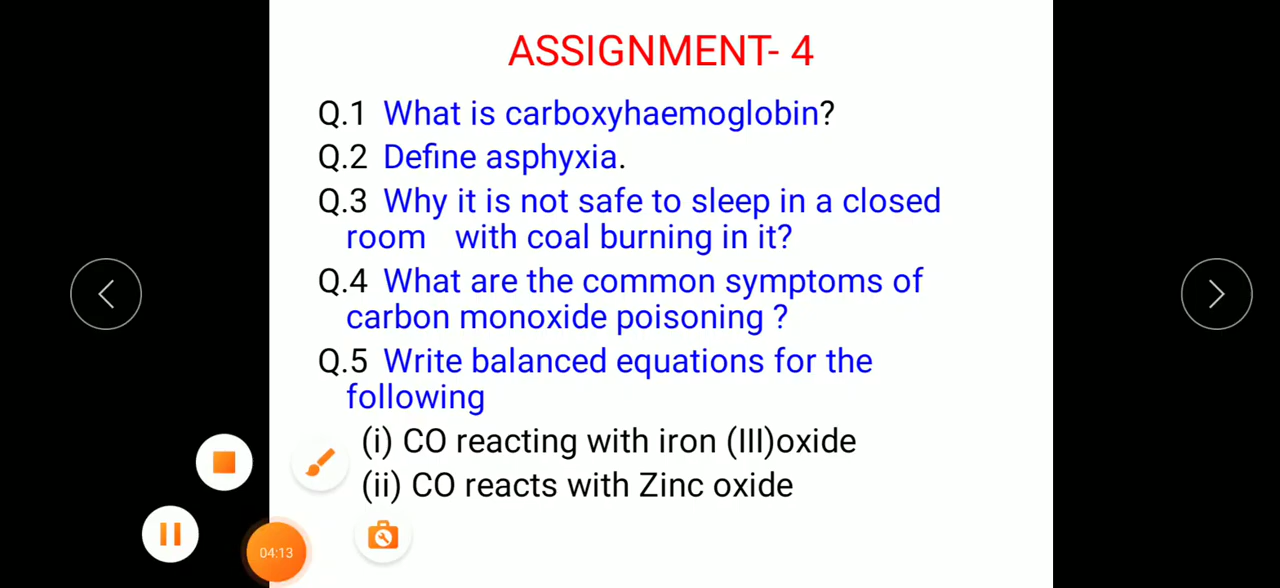 ASSIGNMENT- 4
Q.1 What is carboxyhaemoglobin?
Q.2 Define asphyxia.
Q.3 Why it is not safe to sleep in a closed
room with coal burning in it?
Q.4 What are the common symptoms of
carbon monoxide poisoning ?
Q.5 Write balanced equations for the
following
(i) CO reacting with iron (III)oxide
(ii) CO reacts with Zinc oxide
04:13